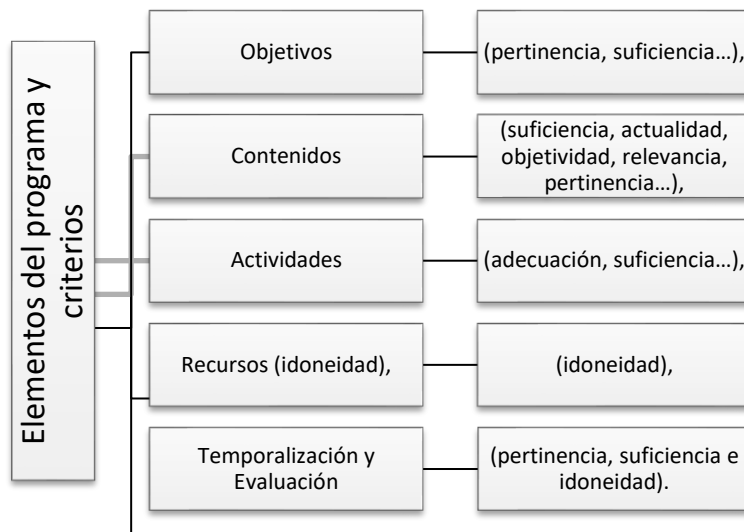 Elementos del programa y
criterios
Objetivos
(pertinencia, suficiencia…),
Contenidos
(suficiencia, actualidad,
objetividad, relevancia,
pertinencia…),
Actividades
(adecuación, suficiencia…),
Recursos (idoneidad),
(idoneidad),
Temporalización y
Evaluación
(pertinencia, suficiencia e
idoneidad).